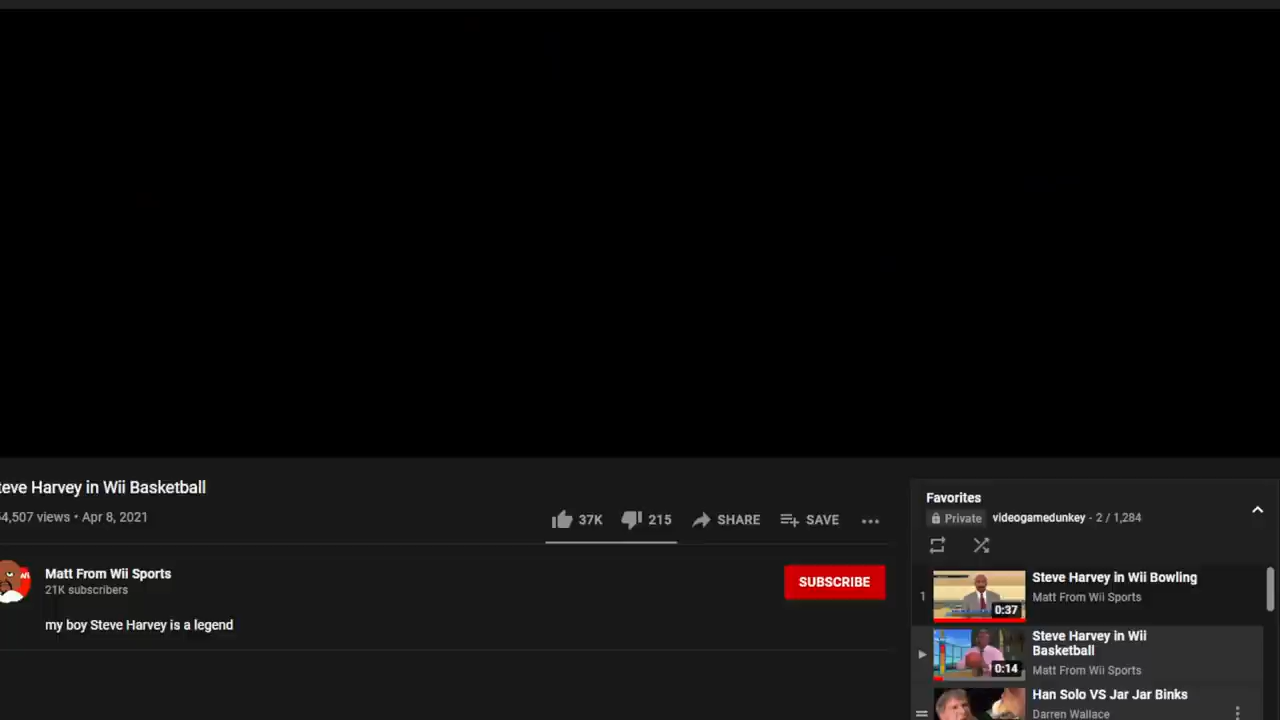 teve Harvey in Wii Basketball
4,507 views • Apr 8, 2021
37K
215
SHARE
SAVE
Matt From Wii Sports
21K subscribers
SUBSCRIBE
my boy Steve Harvey is a legend
Favorites
Private
videogamedunkey - 2 / 1,284
1
Steve Harvey in Wii Bowling
Matt From Wii Sports
0:37
Steve Harvey in Wii
Basketball
Matt From Wii Sports
0:14
Han Solo VS Jar Jar Binks
Darren Wallace